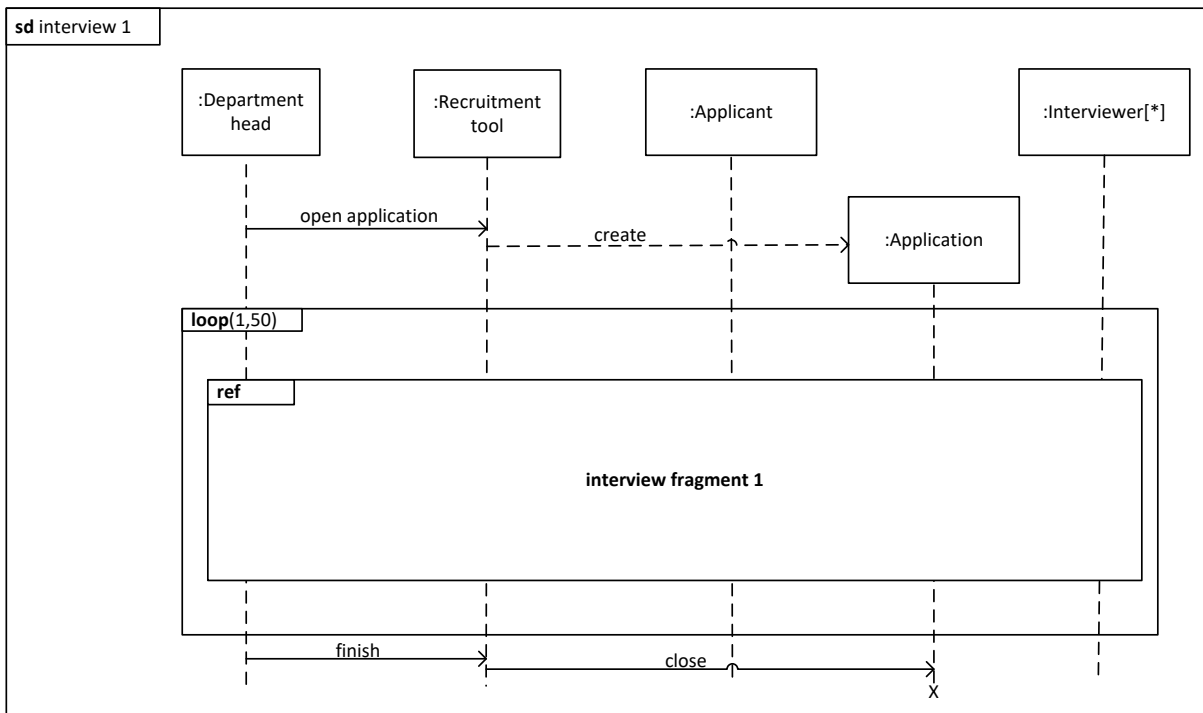 sd interview 1
:Department
head
:Recruitment
tool
:Applicant
:Interviewer[*]
open application
create
:Application
loop(1,50)
ref
interview fragment 1
finish
close
X